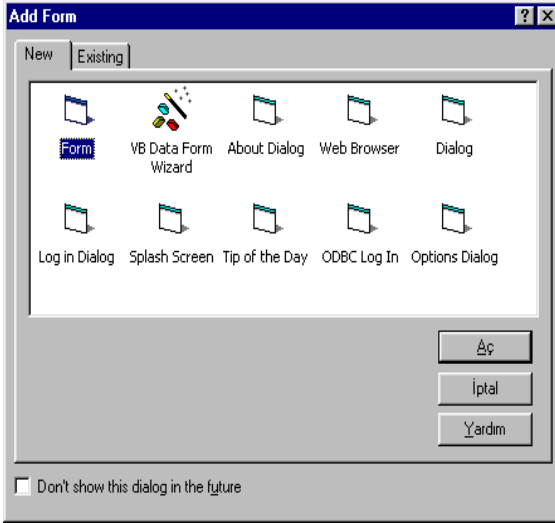 Add Form
New Existing
Form VB Data Form Wizard About Dialog Web Browser Dialog
Log in Dialog Splash Screen Tip of the Day ODBC Log In Options Dialog
Aç
İptal
Yardım
Don't show this dialog in the future